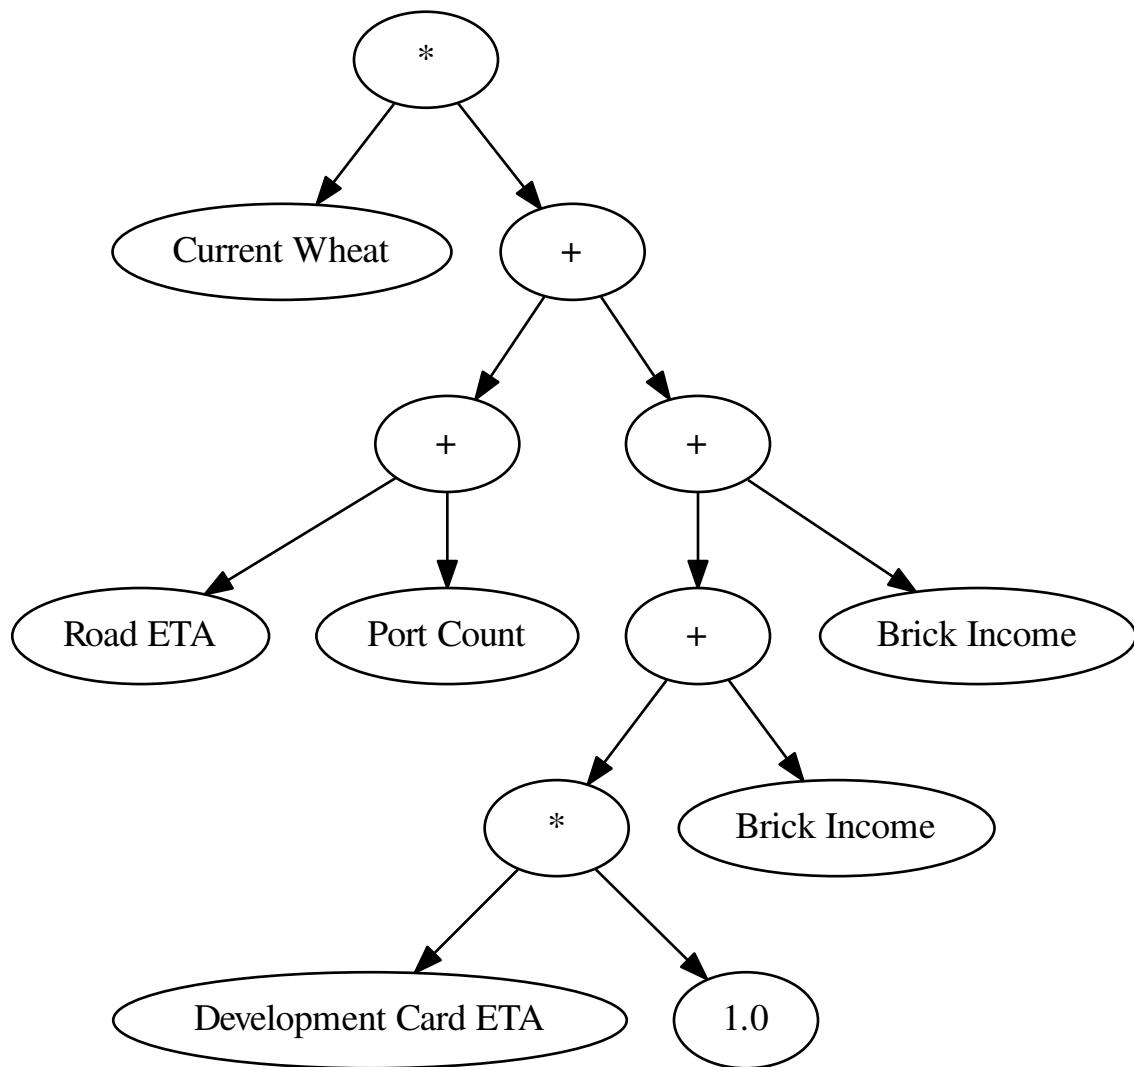 *
Current Wheat
+
+
+
Road ETA
Port Count
+
Brick Income
*
Brick Income
Development Card ETA
1.0